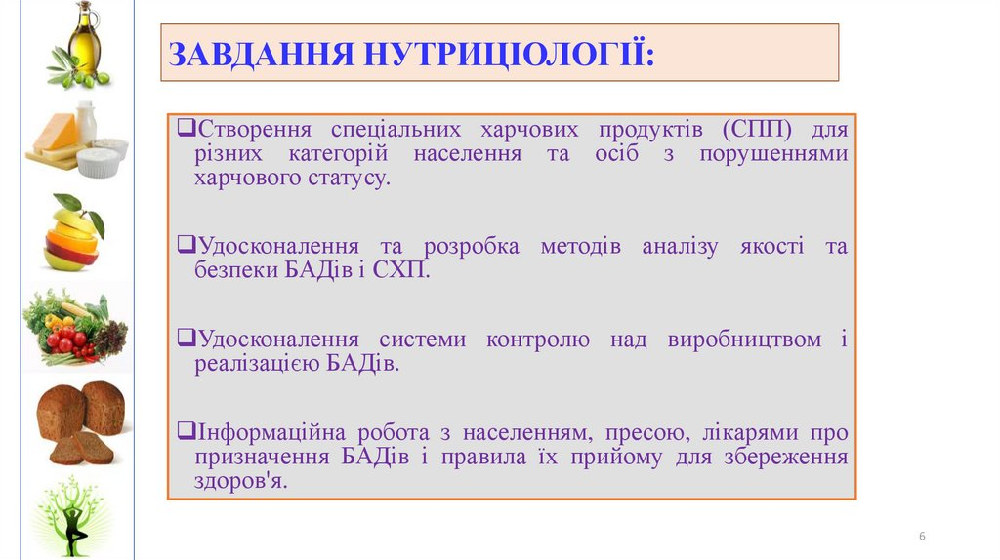 ЗАВДАННЯ НУТРИЦІОЛОГІЇ:
❑Створення спеціальних харчових продуктів (СПП) для
різних категорій населення та осіб з порушеннями
харчового статусу.
❑Удосконалення та розробка методів аналізу якості та
безпеки БАДів і СХП.
❑Удосконалення системи контролю над виробництвом і
реалізацією БАДів.
❑Інформаційна робота з населенням, пресою, лікарями про
призначення БАДів і правила їх прийому для збереження
здоров'я.
6